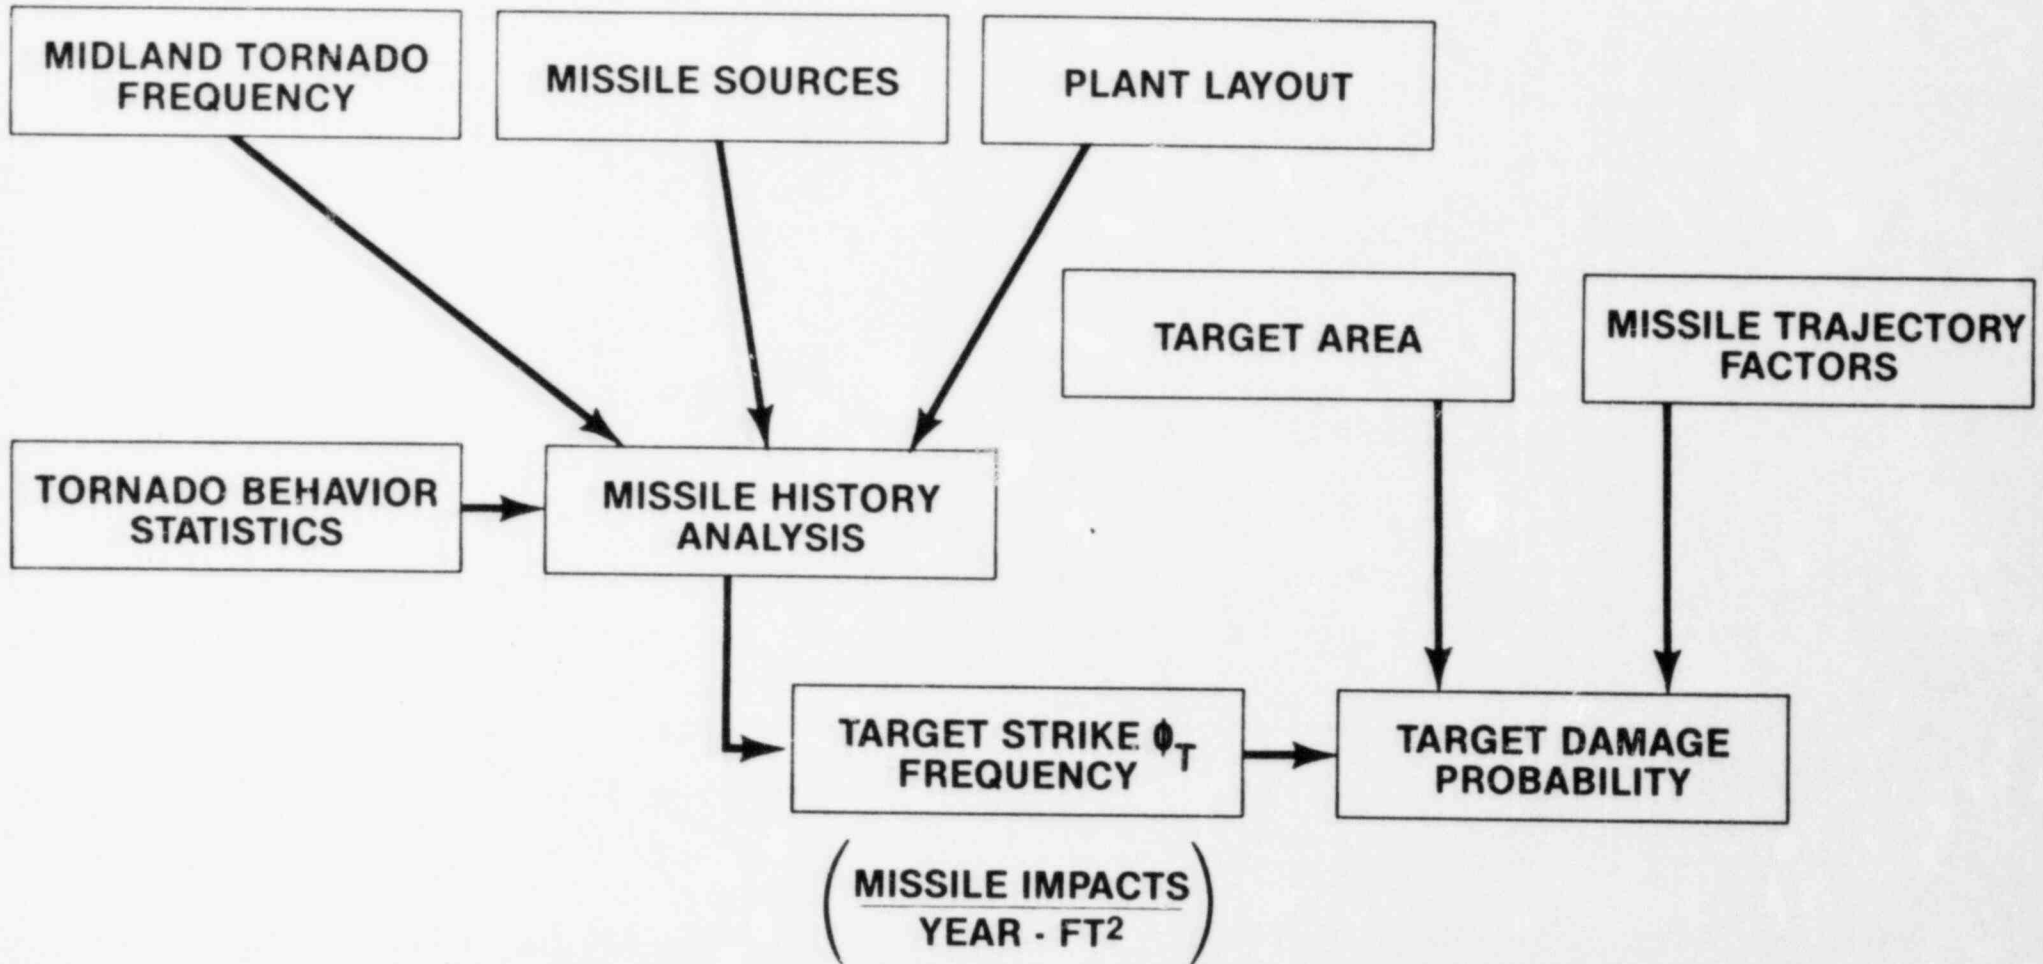 MIDLAND TORNADO
FREQUENCY
MISSILE SOURCES
PLANT LAYOUT
TARGET AREA
MISSILE TRAJECTORY
FACTORS
TORNADO BEHAVIOR
STATISTICS
MISSILE HISTORY
ANALYSIS
TARGET STRIKE ΦT
FREQUENCY
TARGET DAMAGE
PROBABILITY
(MISSILE IMPACTS
YEAR - FT²)